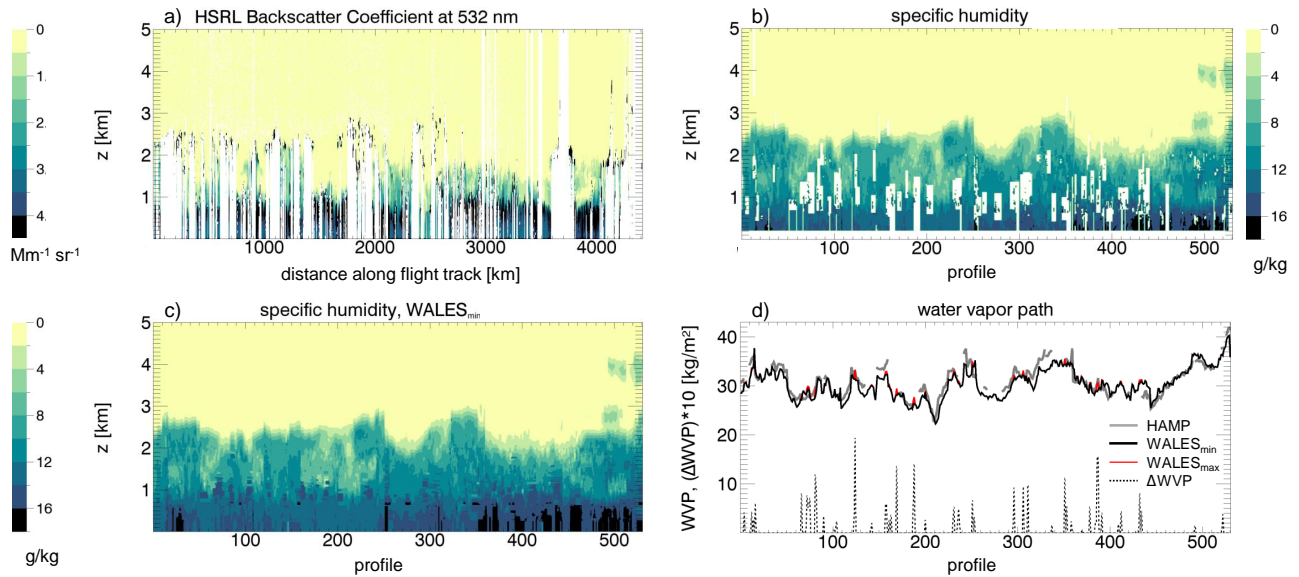 a) HSRL Backscatter Coefficient at 532 nm
0
1
2
3
4
Mm⁻¹ sr⁻¹
z [km]
5
4
3
2
1
1000 2000 3000 4000
distance along flight track [km]
b) specific humidity
z [km]
5
4
3
2
1
100 200 300 400 500
profile
0
4
8
12
16
g/kg
c) specific humidity, WALESmin
0
4
8
12
16
g/kg
z [km]
5
4
3
2
1
100 200 300 400 500
profile
d) water vapor path
WVP, (ΔWVP)*10 [kg/m²]
40
30
20
10
HAMP
WALESmin
WALESmax
ΔWVP
100 200 300 400 500
profile